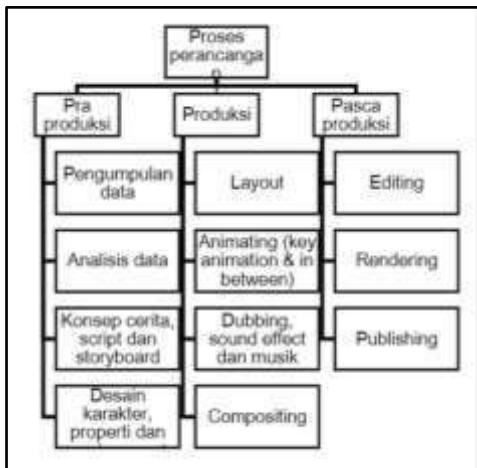 Proses
perancanga
n
Pra
produksi
Produksi
Pasca
produksi
Pengumpulan
data
Layout
Editing
Analisis data
Animating (key
animation & in
between)
Rendering
Konsep cerita,
script dan
storyboard
Dubbing,
sound effect
dan musik
Publishing
Desain
karakter,
properti dan
Compositing